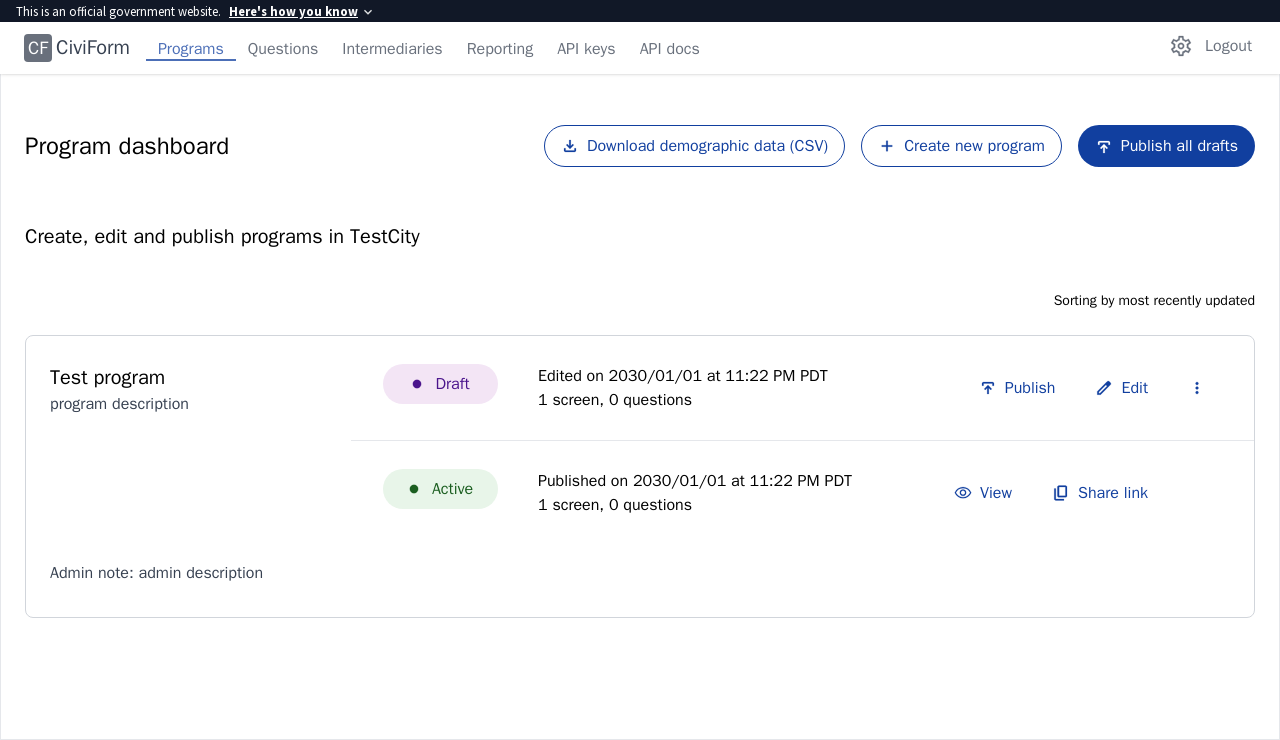 This is an official government website. Here's how you know
CF CiviForm Programs Questions Intermediaries Reporting API keys API docs Logout
Program dashboard Download demographic data (CSV) Create new program Publish all drafts
Create, edit and publish programs in TestCity
Sorting by most recently updated
Test program
program description
Draft
Edited on 2030/01/01 at 11:22 PM PDT
1 screen, 0 questions
Publish Edit
Active
Published on 2030/01/01 at 11:22 PM PDT
1 screen, 0 questions
View Share link
Admin note: admin description